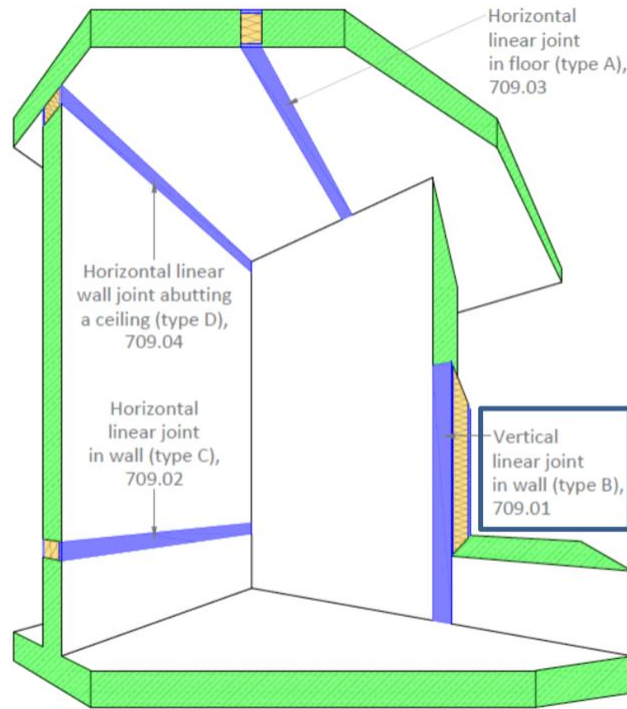 Horizontal
linear joint
in floor (type A),
709.03
Horizontal linear
wall joint abutting
a ceiling (type D),
709.04
Horizontal
linear joint
in wall (type C),
709.02
Vertical
linear joint
in wall (type B),
709.01